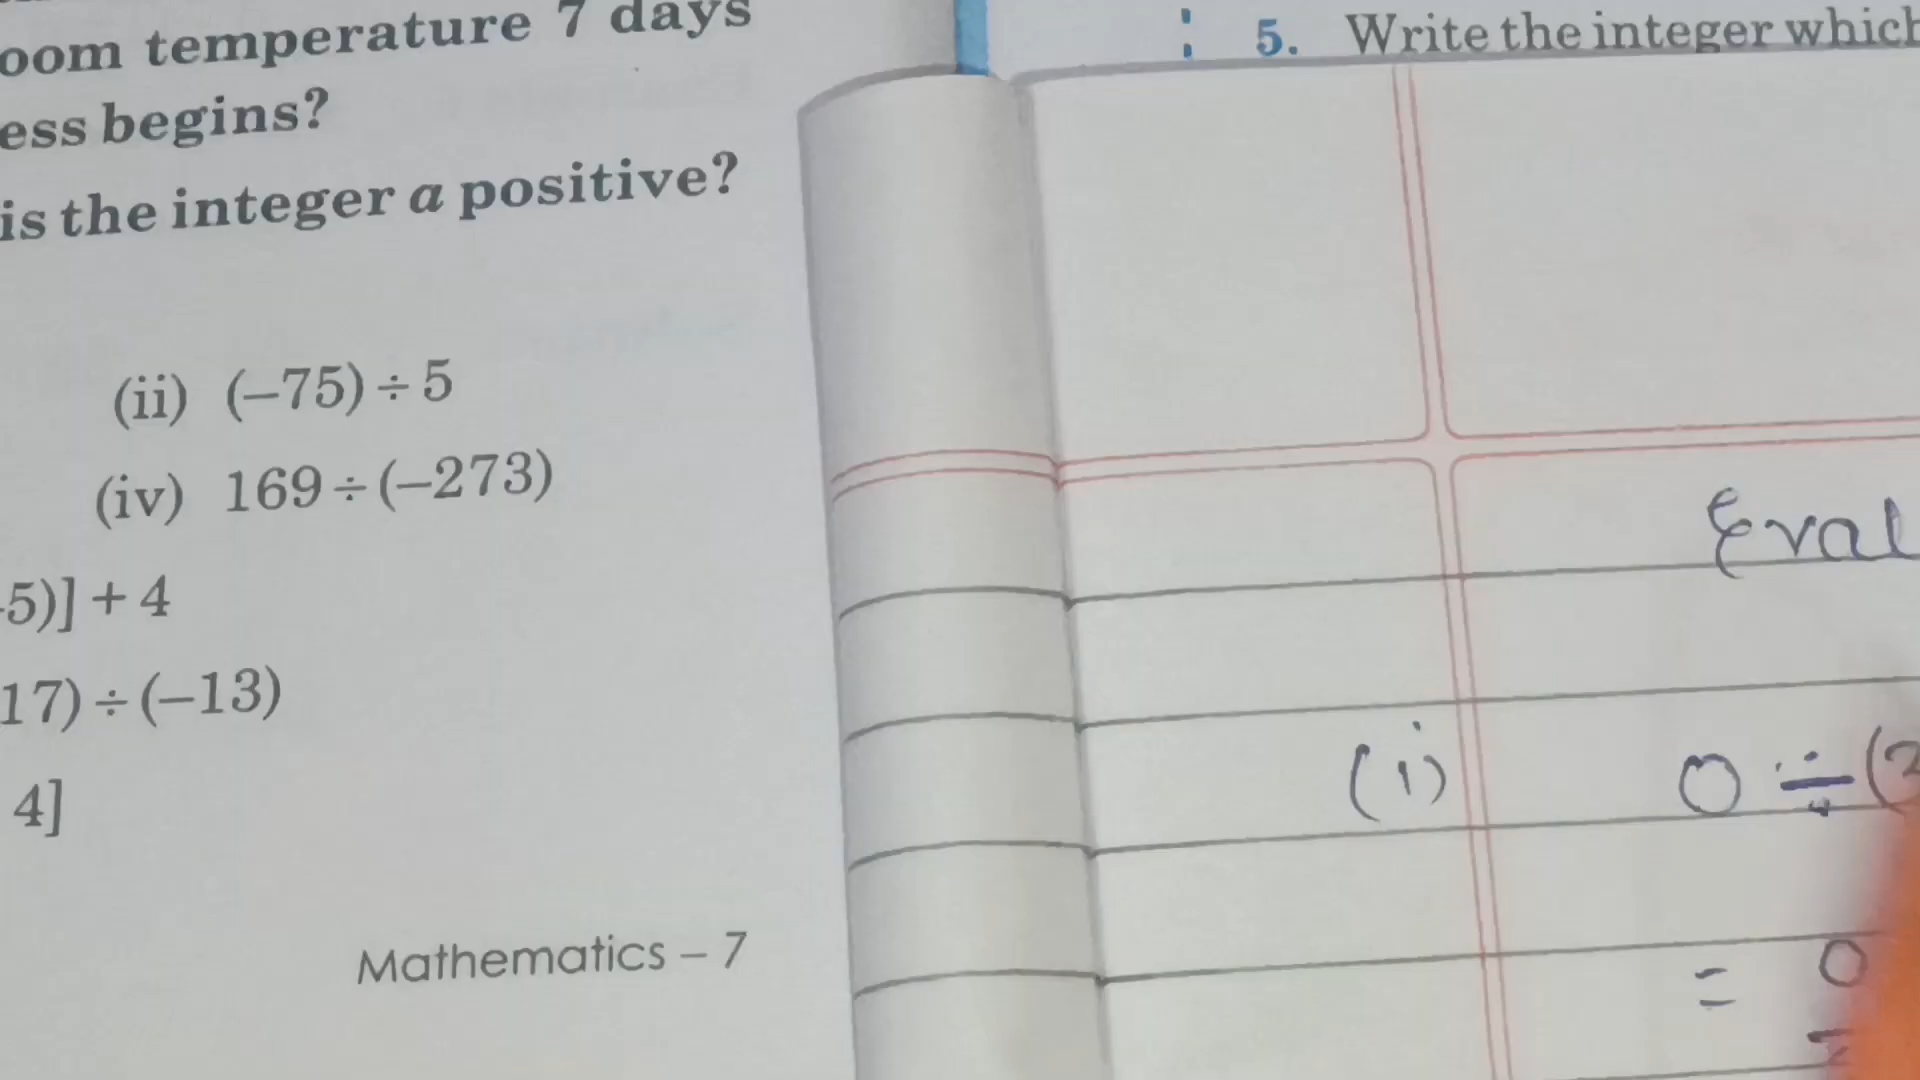 oom temperature 7 days
ess begins?
is the integer a positive?
(ii) (–75) ÷ 5
(iv) 169 ÷ (–273)
5)] + 4
17) ÷ (–13)
4]
Mathematics – 7
5. Write the integer which
Eval
(i) 0 ÷ (2
= 0